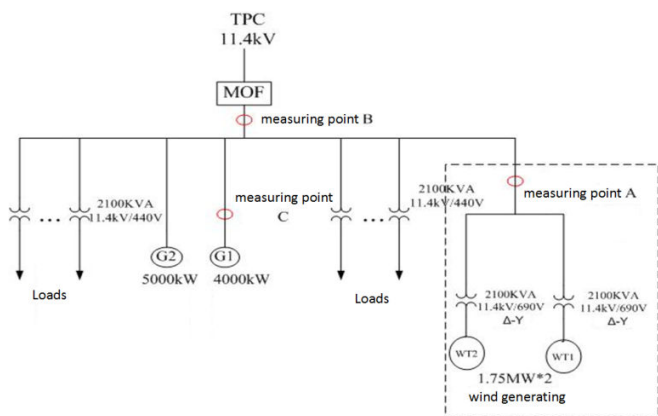 TPC
11.4kV
MOF
measuring point B
2100KVA
11.4kV/440V
measuring point
C
2100KVA
11.4kV/440V
measuring point A
G2
G1
5000kW
4000kW
Loads
Loads
2100KVA
11.4kV/690V
Δ-Y
2100KVA
11.4kV/690V
Δ-Y
WT2
WT1
1.75MW*2
wind generating